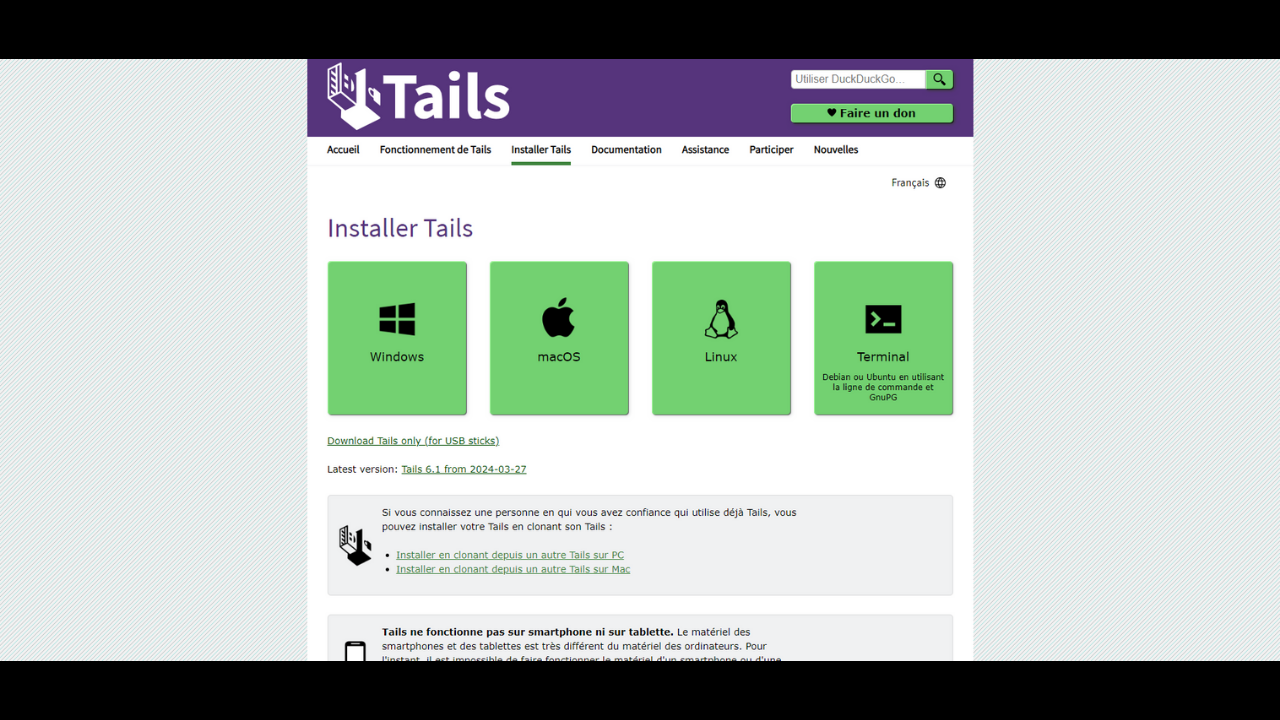 Tails
Utiliser DuckDuckGo...
♥ Faire un don
Accueil Fonctionnement de Tails Installer Tails Documentation Assistance Participer Nouvelles
Français
Installer Tails
Windows
macOS
Linux
Terminal
Debian ou Ubuntu en utilisant
la ligne de commande et
GnuPG
Download Tails only (for USB sticks)
Latest version: Tails 6.1 from 2024-03-27
Si vous connaissez une personne en qui vous avez confiance qui utilise déjà Tails, vous
pouvez installer votre Tails en clonant son Tails :
• Installer en clonant depuis un autre Tails sur PC
• Installer en clonant depuis un autre Tails sur Mac
Tails ne fonctionne pas sur smartphone ni sur tablette. Le matériel des
smartphones et des tablettes est très différent du matériel des ordinateurs. Pour
l'instant, il est impossible de faire fonctionner le matériel d'un smartphone ou d'une